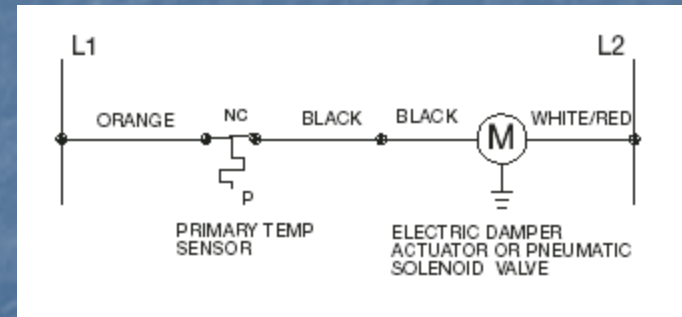 L1
L2
ORANGE
NC
BLACK
BLACK
WHITE/RED
M
P
PRIMARY TEMP
SENSOR
ELECTRIC DAMPER
ACTUATOR OR PNEUMATIC
SOLENOID VALVE